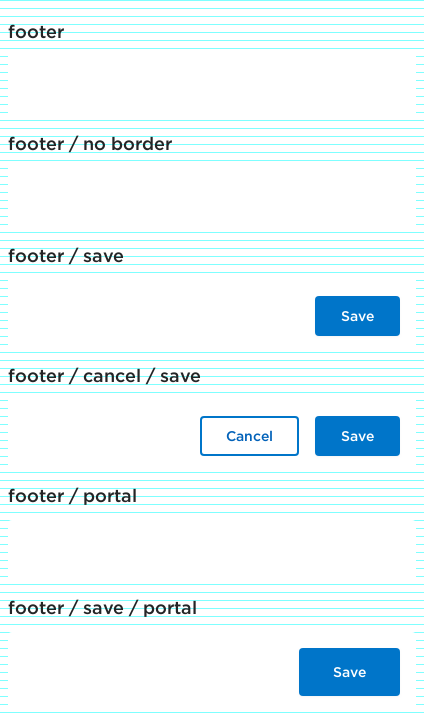 footer
footer / no border
footer / save
Save
footer / cancel / save
Cancel Save
footer / portal
footer / save / portal
Save